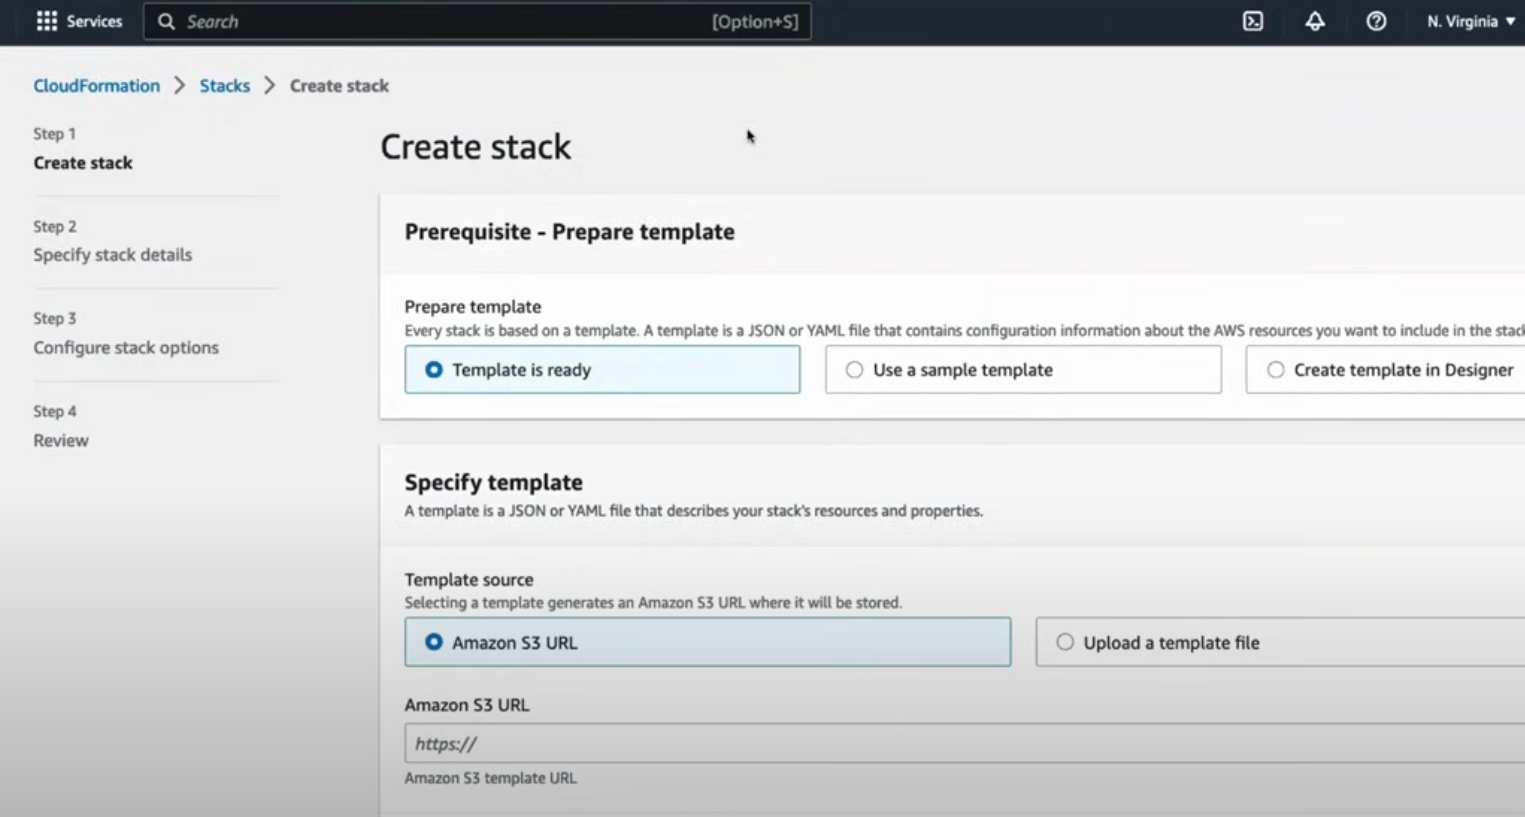 Services
Search [Option+S]
N. Virginia
CloudFormation > Stacks > Create stack
Step 1
Create stack
Step 2
Specify stack details
Step 3
Configure stack options
Step 4
Review
Create stack
Prerequisite - Prepare template
Prepare template
Every stack is based on a template. A template is a JSON or YAML file that contains configuration information about the AWS resources you want to include in the stack
Template is ready
Use a sample template
Create template in Designer
Specify template
A template is a JSON or YAML file that describes your stack's resources and properties.
Template source
Selecting a template generates an Amazon S3 URL where it will be stored.
Amazon S3 URL
Upload a template file
Amazon S3 URL
https://
Amazon S3 template URL